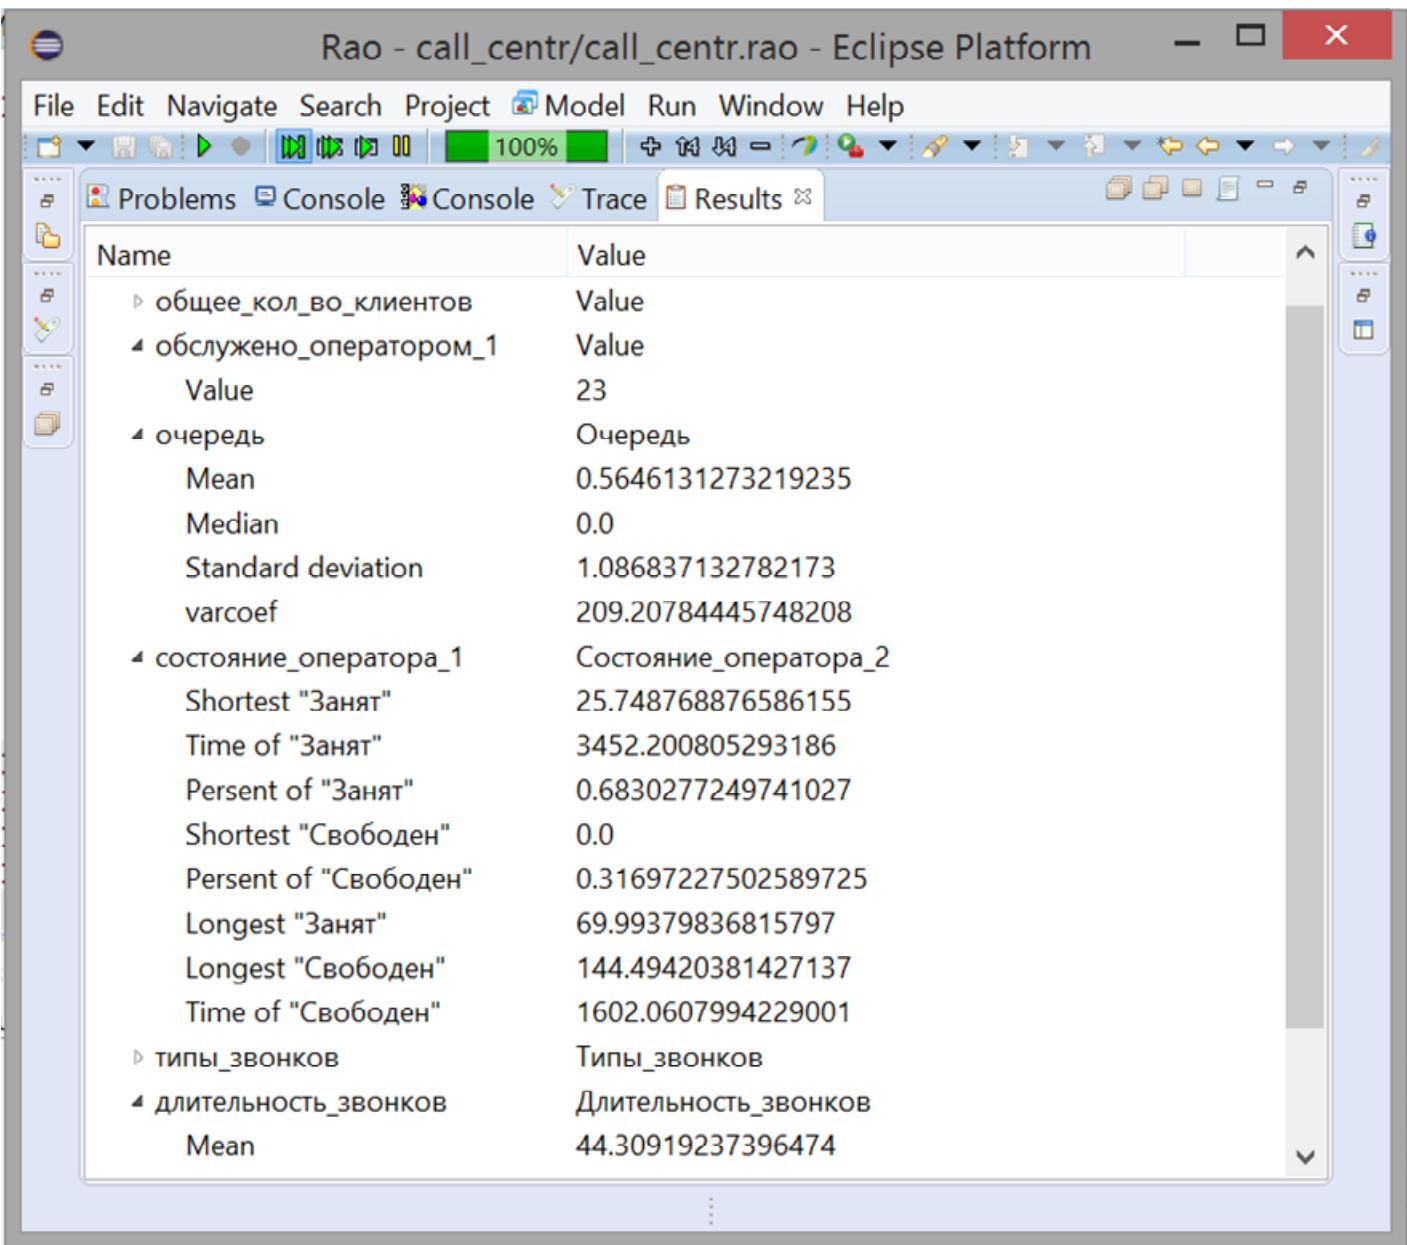 Rao - call_centr/call_centr.rao - Eclipse Platform
File Edit Navigate Search Project Model Run Window Help
100%
Problems Console Console Trace Results
Name Value
общее_кол_во_клиентов Value
обслужено_оператором_1 Value
Value 23
очередь Очередь
Mean 0.5646131273219235
Median 0.0
Standard deviation 1.086837132782173
varcoef 209.20784445748208
состояние_оператора_1 Состояние_оператора_2
Shortest "Занят" 25.748768876586155
Time of "Занят" 3452.200805293186
Persent of "Занят" 0.6830277249741027
Shortest "Свободен" 0.0
Persent of "Свободен" 0.31697227502589725
Longest "Занят" 69.99379836815797
Longest "Свободен" 144.49420381427137
Time of "Свободен" 1602.0607994229001
типы_звонков Типы_звонков
длительность_звонков Длительность_звонков
Mean 44.30919237396474